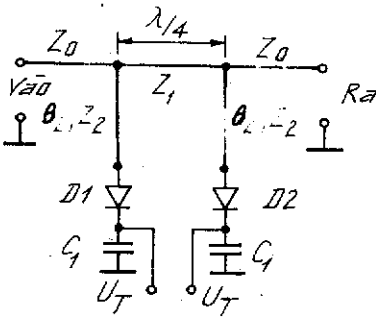 λ/4
Z0 Z0
Vào Z1 Ra
θ2, Z2 θ2, Z2
D1 D2
C1 C1
UT UT